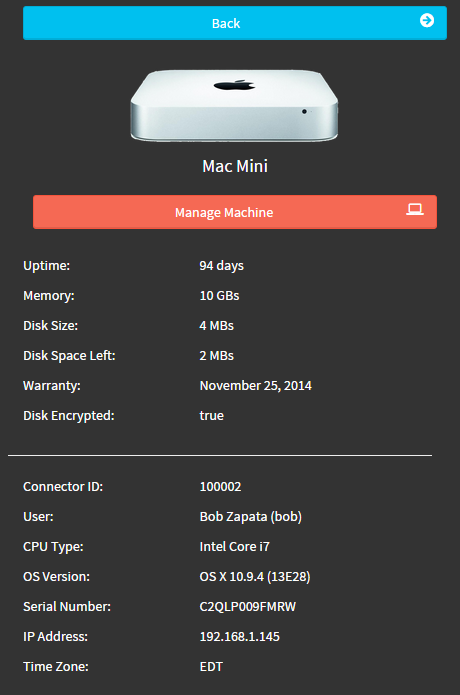 Back
Mac Mini
Manage Machine
Uptime: 94 days
Memory: 10 GBs
Disk Size: 4 MBs
Disk Space Left: 2 MBs
Warranty: November 25, 2014
Disk Encrypted: true
Connector ID: 100002
User: Bob Zapata (bob)
CPU Type: Intel Core i7
OS Version: OS X 10.9.4 (13E28)
Serial Number: C2QLP009FMRW
IP Address: 192.168.1.145
Time Zone: EDT